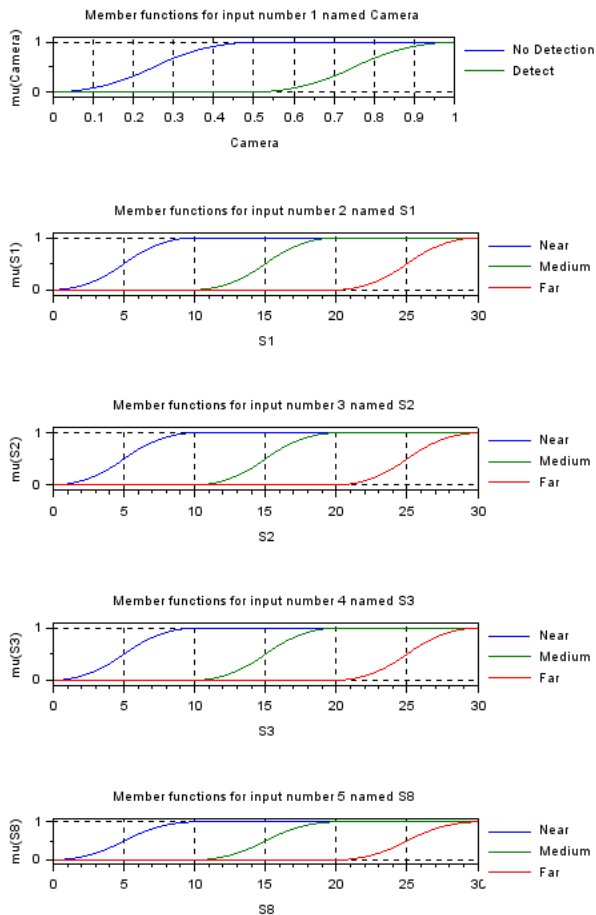 Member functions for input number 1 named Camera
mu(Camera)
1
0
0 0.1 0.2 0.3 0.4 0.5 0.6 0.7 0.8 0.9 1
Camera
No Detection
Detect
Member functions for input number 2 named S1
mu(S1)
1
0
0 5 10 15 20 25 30
S1
Near
Medium
Far
Member functions for input number 3 named S2
mu(S2)
1
0
0 5 10 15 20 25 30
S2
Near
Medium
Far
Member functions for input number 4 named S3
mu(S3)
1
0
0 5 10 15 20 25 30
S3
Near
Medium
Far
Member functions for input number 5 named S8
mu(S8)
1
0
0 5 10 15 20 25 30
S8
Near
Medium
Far